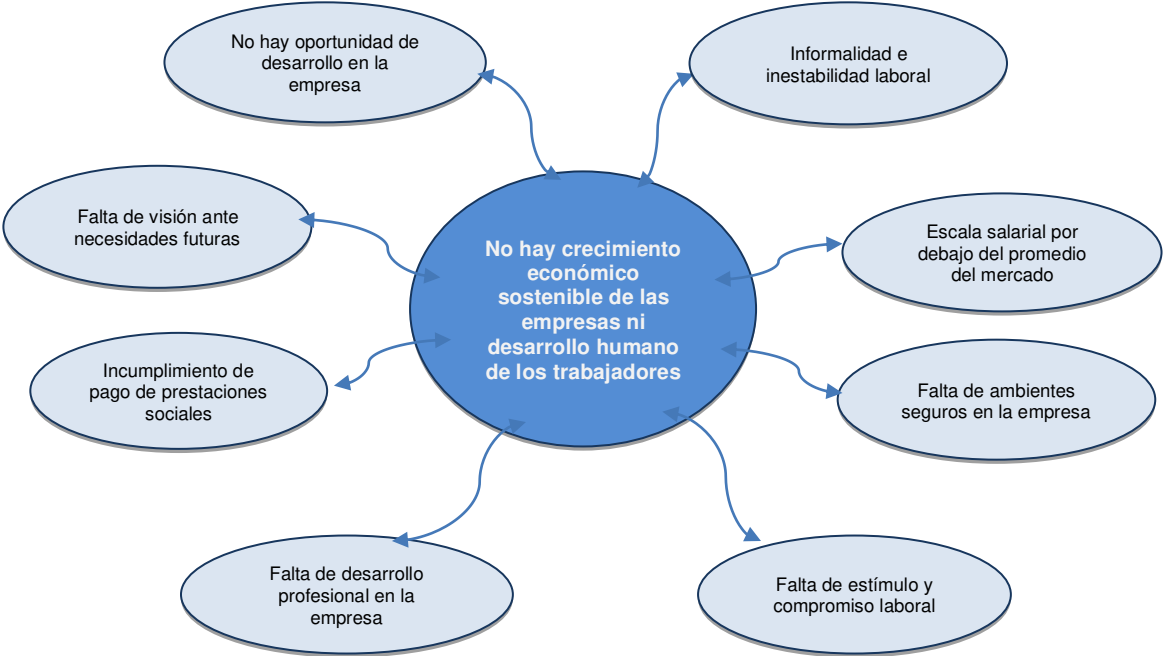 No hay oportunidad de
desarrollo en la
empresa
Informalidad e
inestabilidad laboral
Falta de visión ante
necesidades futuras
No hay crecimiento
económico
sostenible de las
empresas ni
desarrollo humano
de los trabajadores
Escala salarial por
debajo del promedio
del mercado
Incumplimiento de
pago de prestaciones
sociales
Falta de ambientes
seguros en la empresa
Falta de desarrollo
profesional en la
empresa
Falta de estímulo y
compromiso laboral